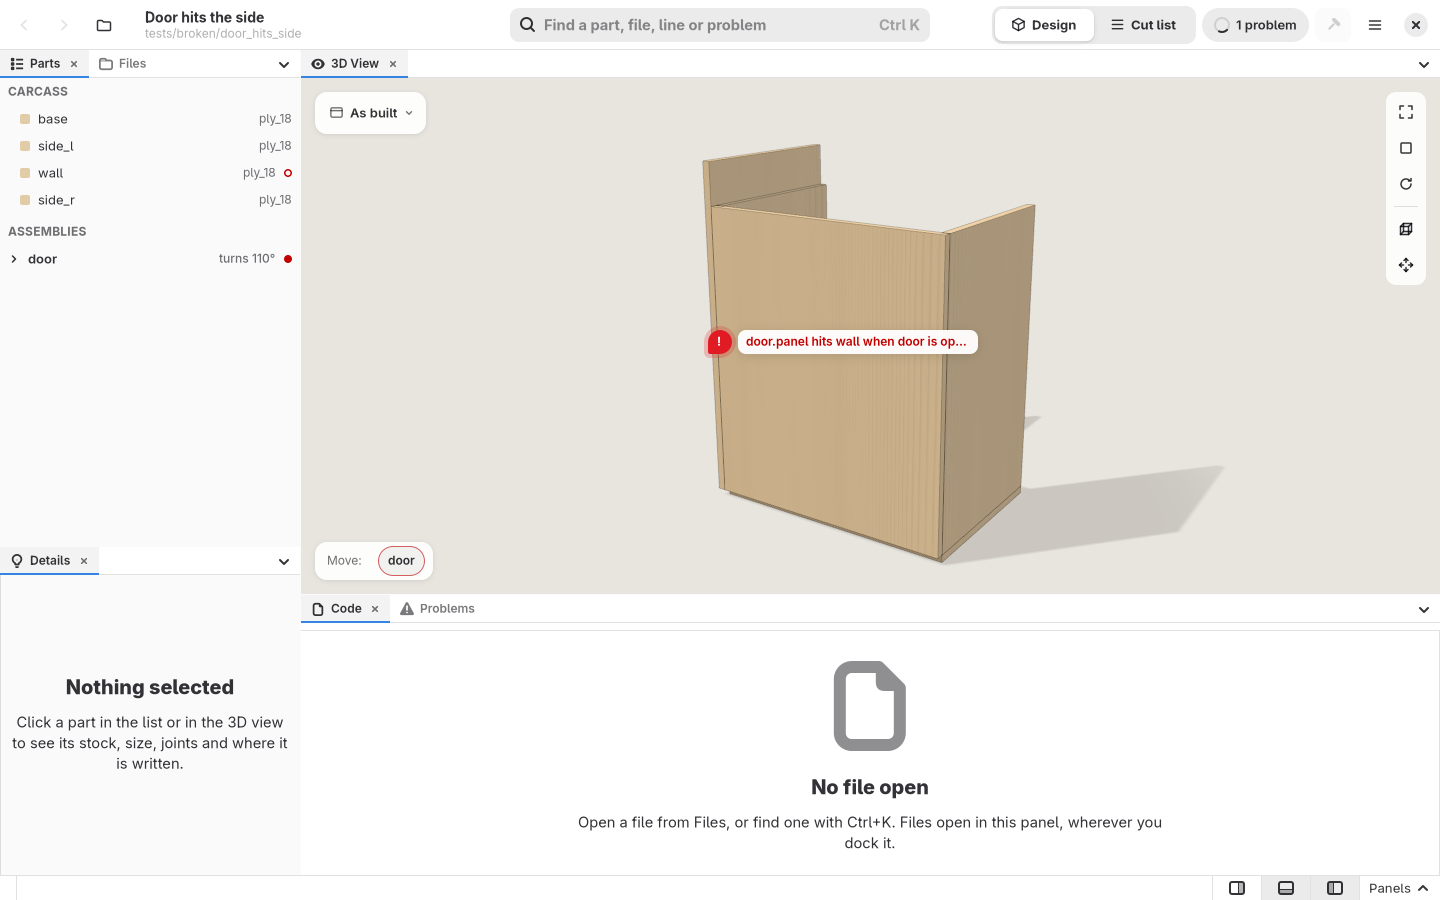 Door hits the side
tests/broken/door_hits_side
Find a part, file, line or problem
Ctrl K
Design
Cut list
1 problem
Parts
Files
3D View
CARCASS
base ply_18
side_l ply_18
wall ply_18
side_r ply_18
ASSEMBLIES
door turns 110°
As built
!
door.panel hits wall when door is op...
Move: door
Details
Nothing selected
Click a part in the list or in the 3D view
to see its stock, size, joints and where it
is written.
Code
Problems
No file open
Open a file from Files, or find one with Ctrl+K. Files open in this panel, wherever you
dock it.
Panels